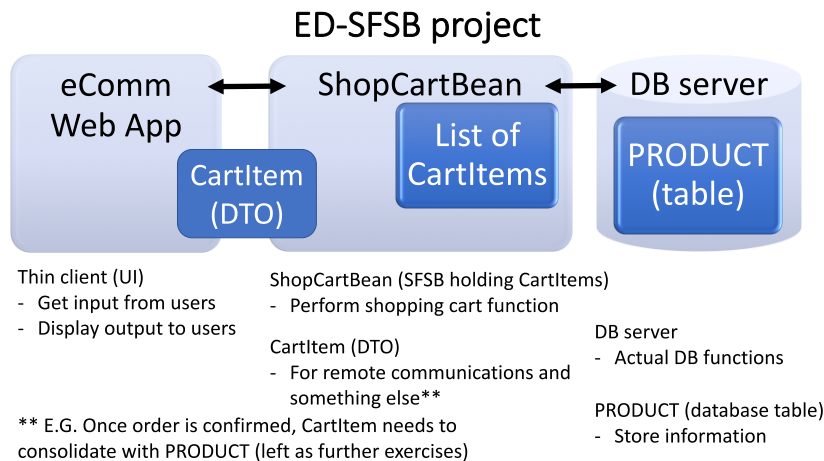 ED-SFSB project
eComm
Web App
ShopCartBean
DB server
CartItem
(DTO)
List of
CartItems
PRODUCT
(table)
Thin client (UI)
- Get input from users
- Display output to users
ShopCartBean (SFSB holding CartItems)
- Perform shopping cart function
CartItem (DTO)
- For remote communications and
something else**
DB server
- Actual DB functions
PRODUCT (database table)
- Store information
** E.G. Once order is confirmed, CartItem needs to
consolidate with PRODUCT (left as further exercises)